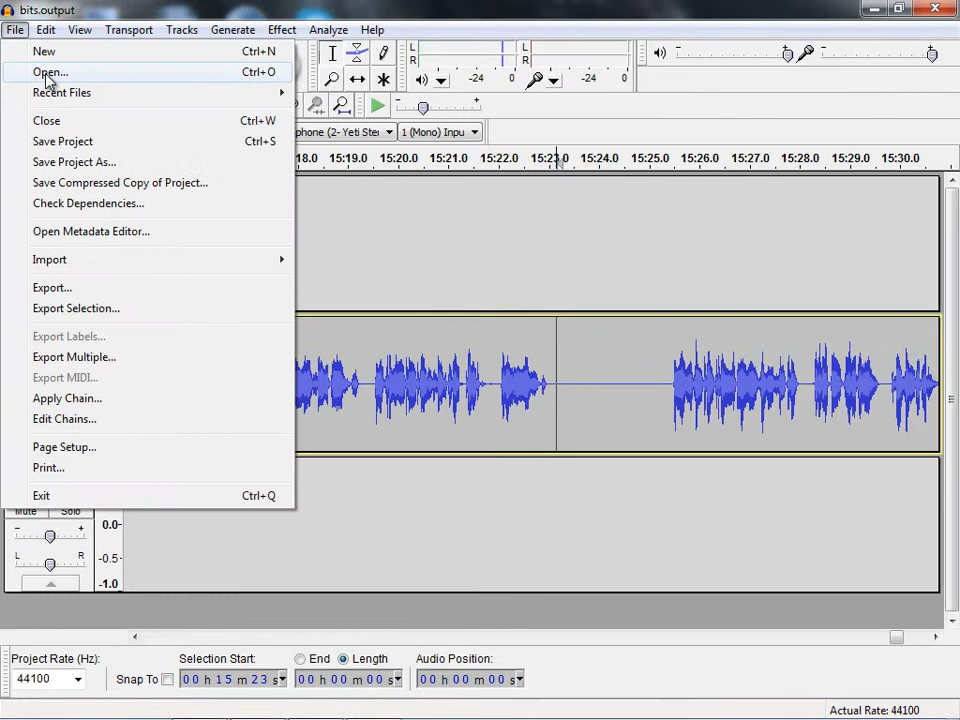 bits.output
File Edit View Transport Tracks Generate Effect Analyze Help
New Ctrl+N
Open... Ctrl+O
Recent Files
Close Ctrl+W
Save Project Ctrl+S
Save Project As...
Save Compressed Copy of Project...
Check Dependencies...
Open Metadata Editor...
Import
Export...
Export Selection...
Export Labels...
Export Multiple...
Export MIDI...
Apply Chain...
Edit Chains...
Page Setup...
Print...
Exit Ctrl+Q
L
R
-24 0
L
R
-24 0
phone (2- Yeti Ster 1 (Mono) Inpu
18.0 15:19.0 15:20.0 15:21.0 15:22.0 15:23.0 15:24.0 15:25.0 15:26.0 15:27.0 15:28.0 15:29.0 15:30.0
Mute Solo
- +
L R
0.0-
-0.5-
-1.0
Project Rate (Hz): Selection Start: End Length Audio Position:
44100 Snap To 00 h 15 m 23 s 00 h 00 m 00 s 00 h 00 m 00 s
Actual Rate: 44100